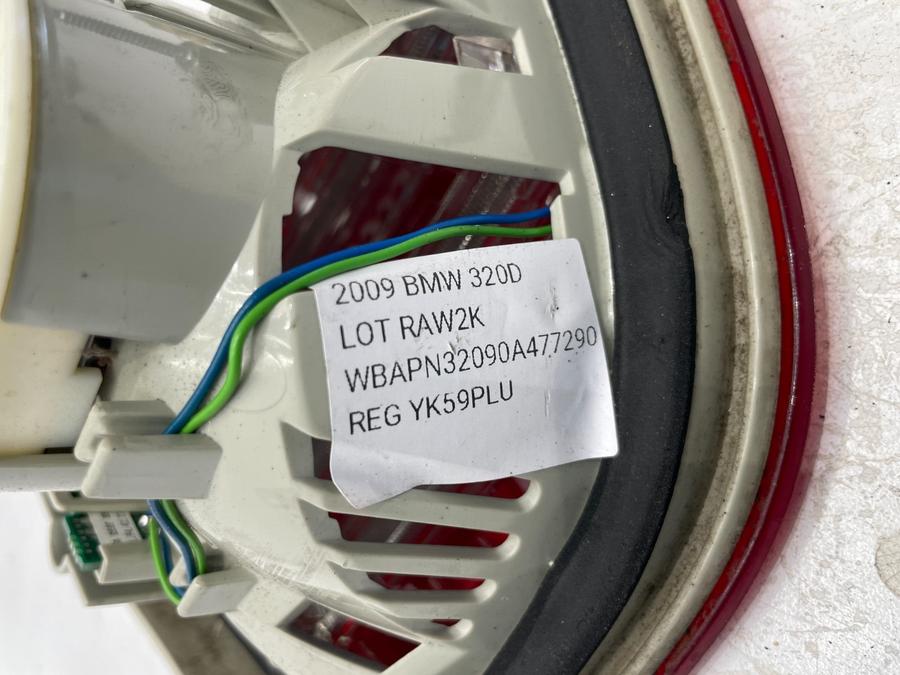 2009 BMW 320D
LOT RAW2K
WBAPN32090A477290
REG YK59PLU